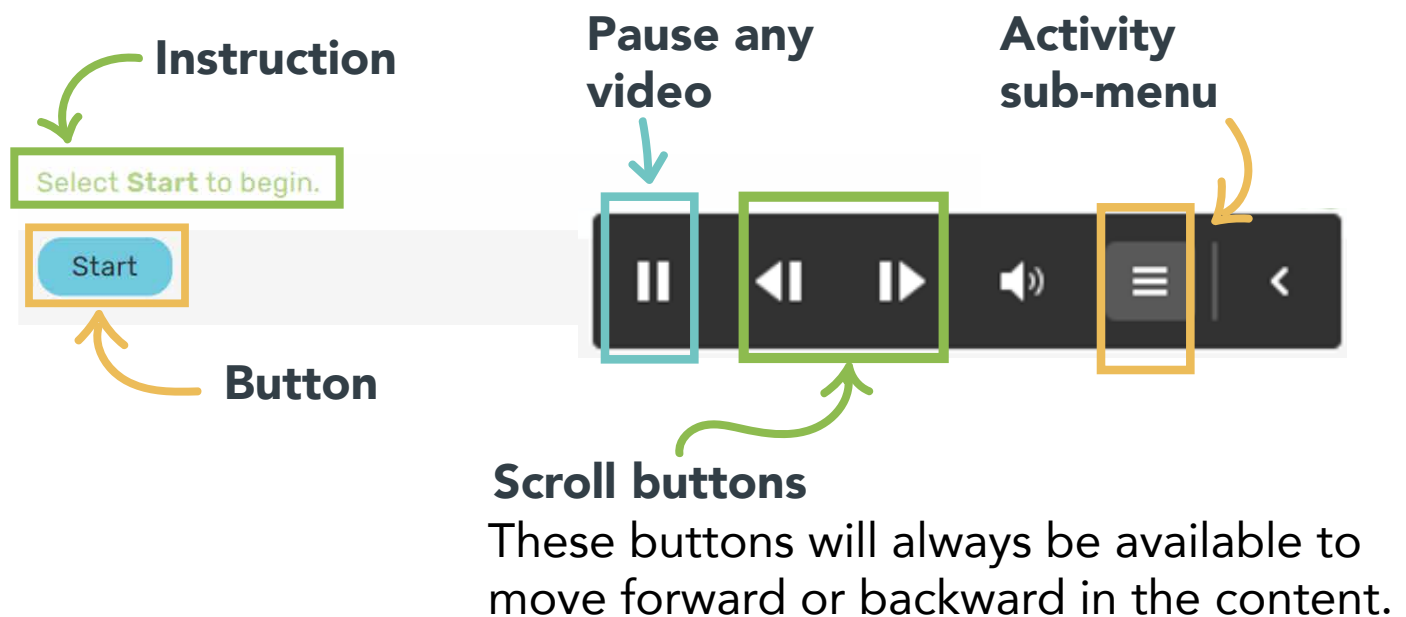 Instruction
Pause any
video
Activity
sub-menu
Select Start to begin.
Start
Button
Scroll buttons
These buttons will always be available to
move forward or backward in the content.